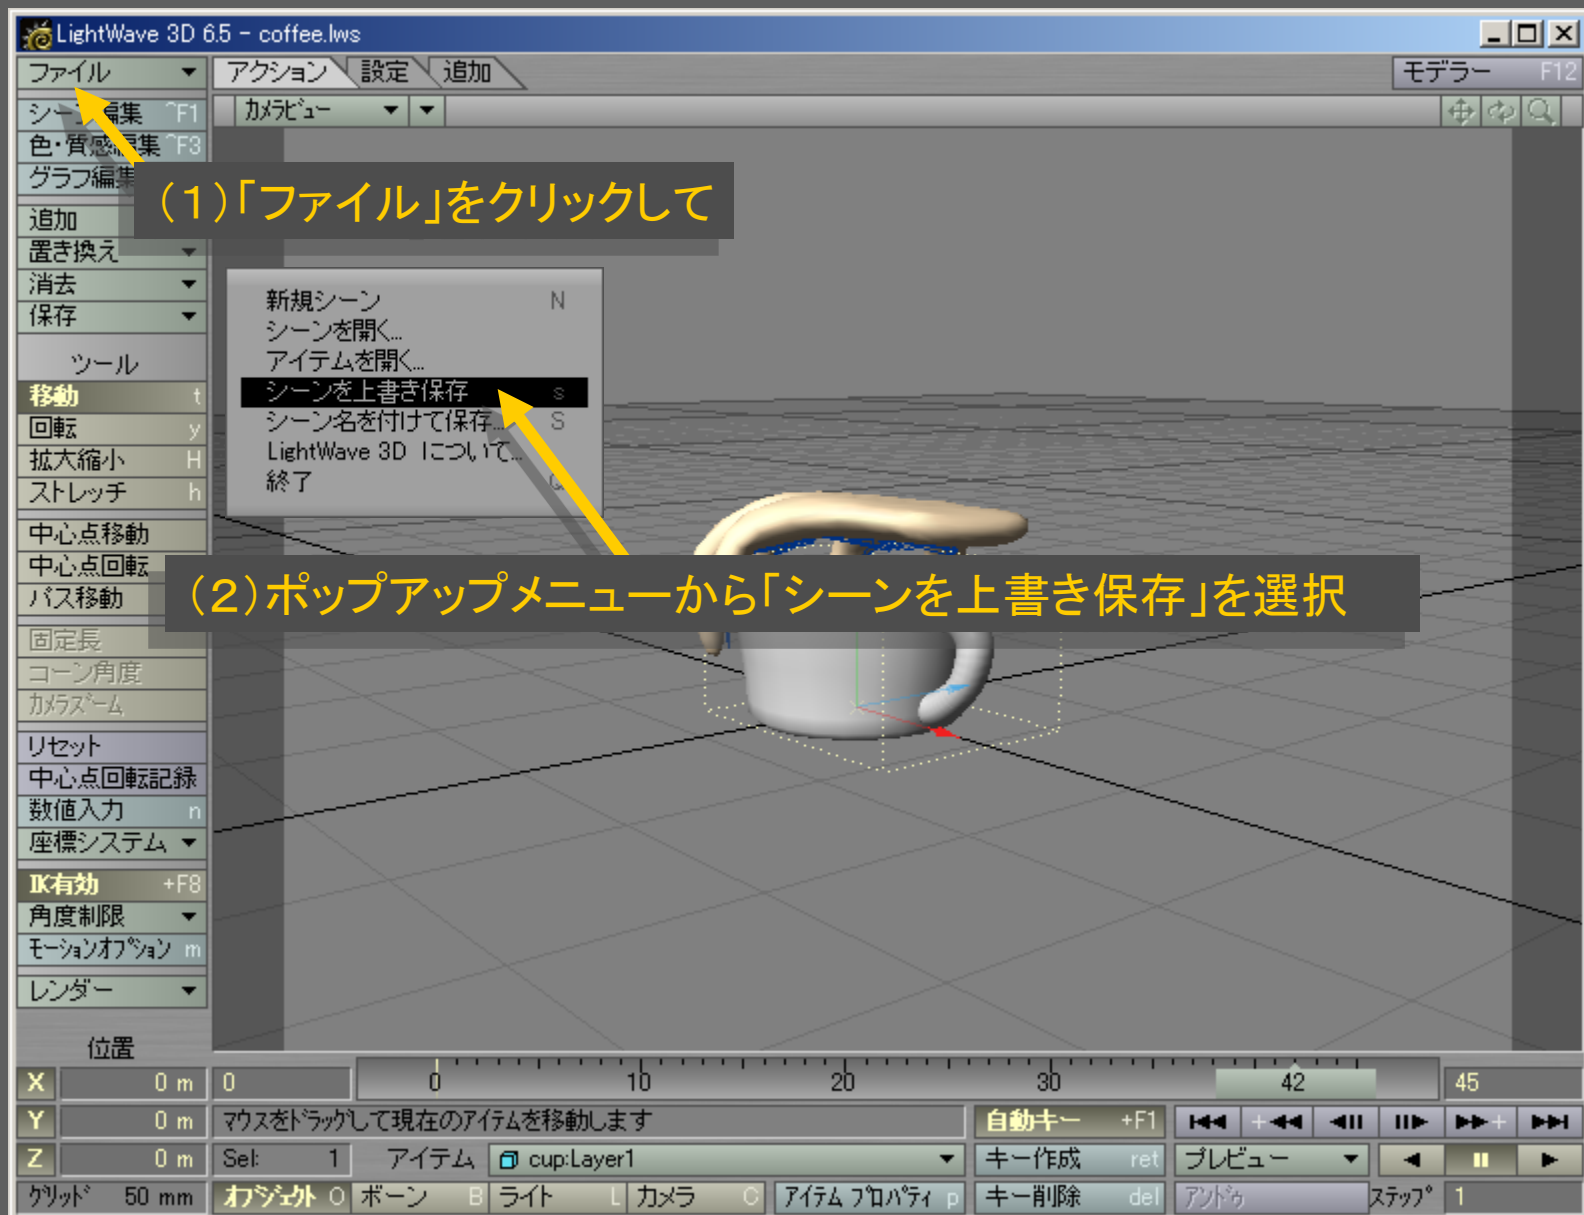 LightWave 3D 6.5 - coffee.lws
ファイル
アクション 設定 追加
モデラー F12
シーン編集 ^F1
カメラビュー
色・質感編集 ^F3
グラフ編集
（1）「ファイル」をクリックして
追加
置き換え
消去
保存
新規シーン N
シーンを開く...
アイテムを開く...
シーンを上書き保存 s
シーン名を付けて保存... S
LightWave 3D について...
終了 Q
ツール
移動 t
回転 y
拡大縮小 H
ストレッチ h
中心点移動
中心点回転
パス移動
（2）ポップアップメニューから「シーンを上書き保存」を選択
固定長
コーン角度
カメラズーム
リセット
中心点回転記録
数値入力 n
座標システム
IK有効 +F8
角度制限
モーションオプション m
レンダー
位置
X 0 m 0
0 10 20 30 42
45
Y 0 m マウスをドラッグして現在のアイテムを移動します 自動キー +F1
Z 0 m Sel: 1 アイテム cup:Layer1 キー作成 ret プレビュー
グリッド 50 mm オブジェクト O ボーン B ライト L カメラ C アイテム プロパティ p キー削除 del アンドゥ ステップ 1